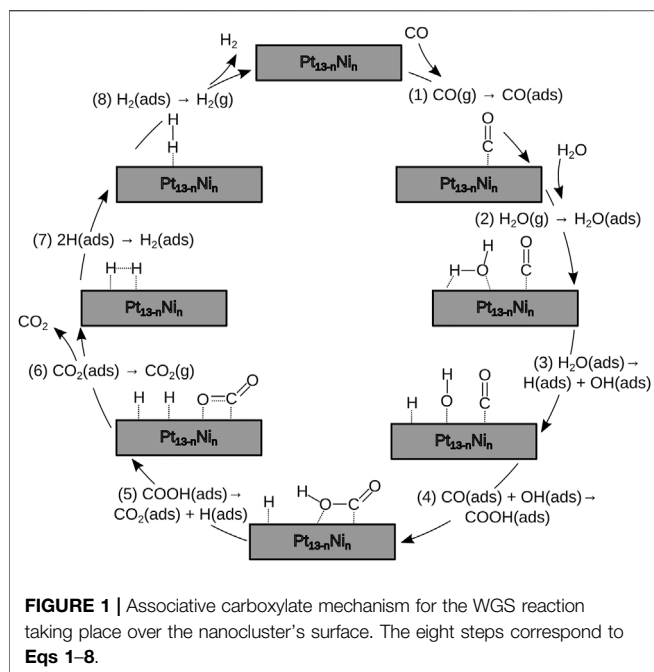 H2
CO
Pt13-nNin
(8) H2(ads) → H2(g)
(1) CO(g) → CO(ads)
H
H
O
C
H2O
Pt13-nNin
Pt13-nNin
(2) H2O(g) → H2O(ads)
(7) 2H(ads) → H2(ads)
H
O
H
O
C
H
H
Pt13-nNin
Pt13-nNin
CO2
(6) CO2(ads) → CO2(g)
(3) H2O(ads)→
H(ads) + OH(ads)
H
H
O
C
O
H
H
O
O
C
Pt13-nNin
Pt13-nNin
(5) COOH(ads)→
CO2(ads) + H(ads)
H
H
O
C
O
(4) CO(ads) + OH(ads)→
COOH(ads)
Pt13-nNin
FIGURE 1 | Associative carboxylate mechanism for the WGS reaction
taking place over the nanocluster's surface. The eight steps correspond to
Eqs 1–8.